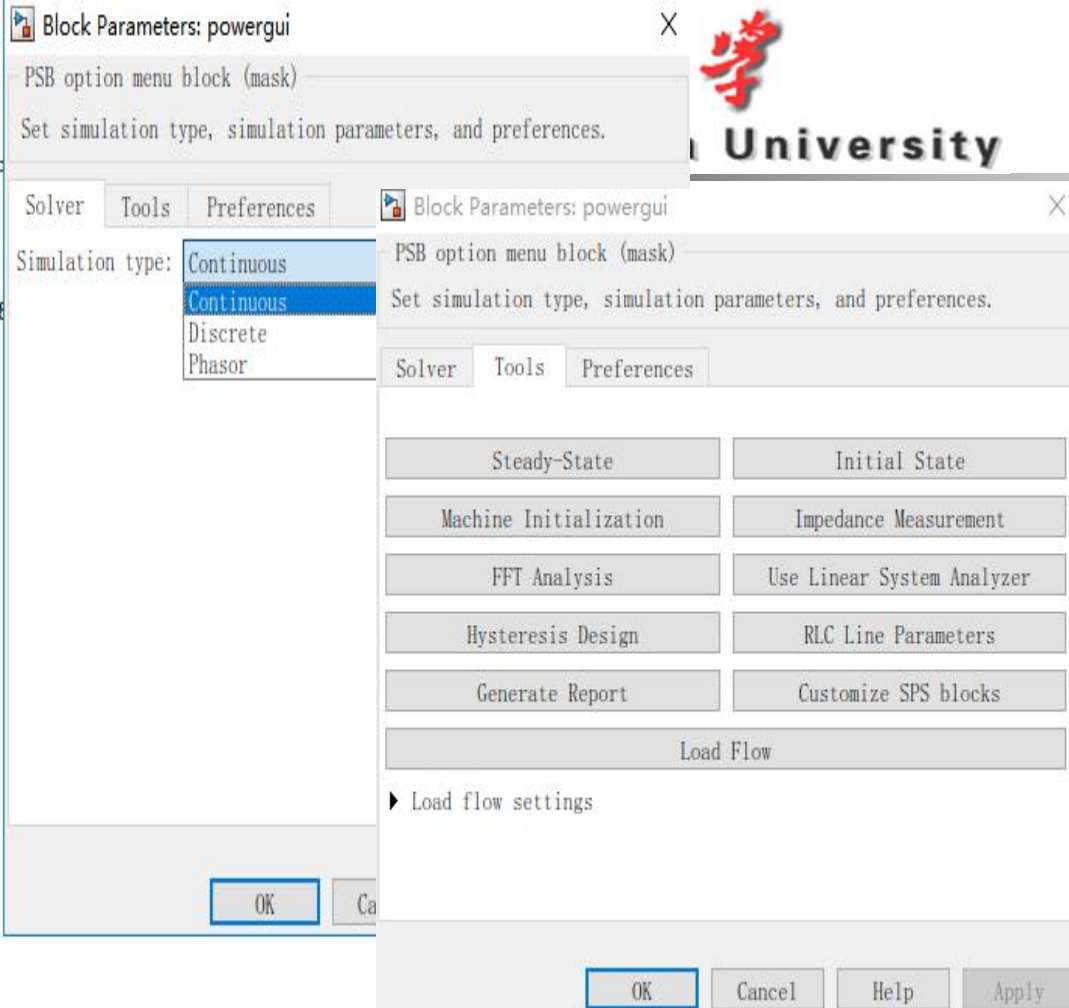 Block Parameters: powergui
PSB option menu block (mask)
Set simulation type, simulation parameters, and preferences.
Solver Tools Preferences
Simulation type: Continuous
Continuous
Discrete
Phasor
OK
學
University
Block Parameters: powergui
PSB option menu block (mask)
Set simulation type, simulation parameters, and preferences.
Solver Tools Preferences
Steady-State Initial State
Machine Initialization Impedance Measurement
FFT Analysis Use Linear System Analyzer
Hysteresis Design RLC Line Parameters
Generate Report Customize SPS blocks
Load Flow
Load flow settings
OK Cancel Help Apply